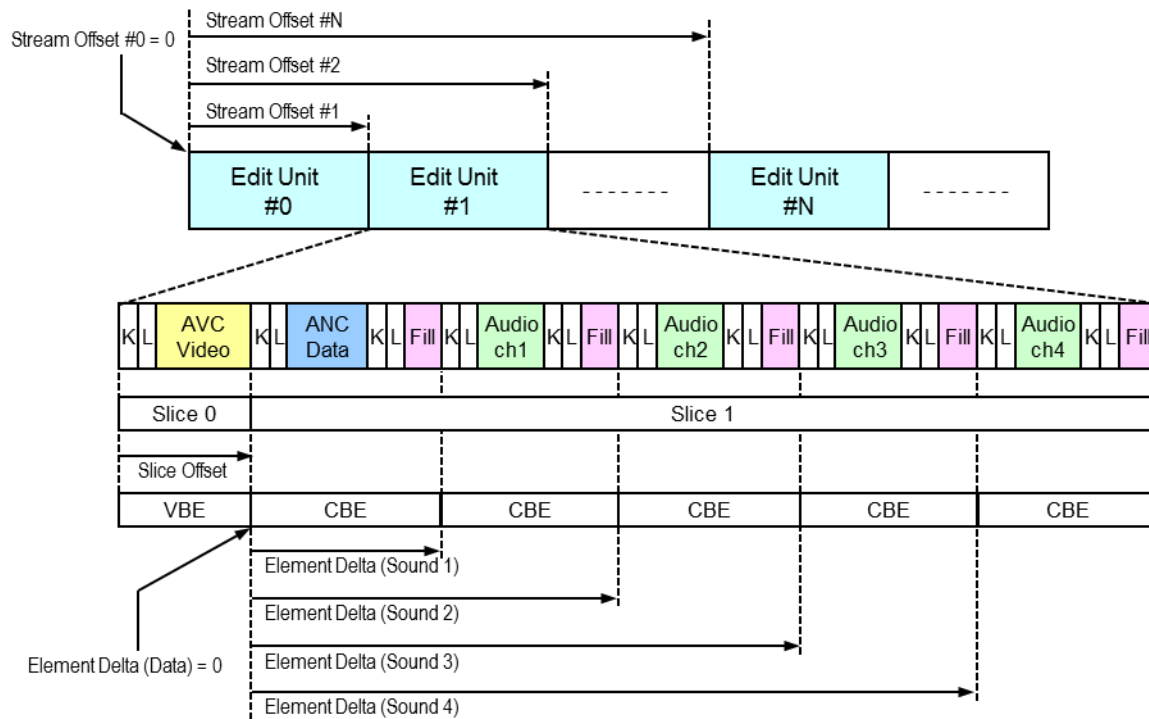 Stream Offset #N
Stream Offset #0 = 0
Stream Offset #2
Stream Offset #1
Edit Unit
#0
Edit Unit
#1
- - - - - - -
Edit Unit
#N
- - - - - - -
K L AVC
Video
K L ANC
Data
K L Fill
K L Audio
ch1
K L Fill
K L Audio
ch2
K L Fill
K L Audio
ch3
K L Fill
K L Audio
ch4
K L Fill
Slice 0
Slice 1
Slice Offset
VBE CBE CBE CBE CBE CBE
Element Delta (Sound 1)
Element Delta (Sound 2)
Element Delta (Data) = 0
Element Delta (Sound 3)
Element Delta (Sound 4)